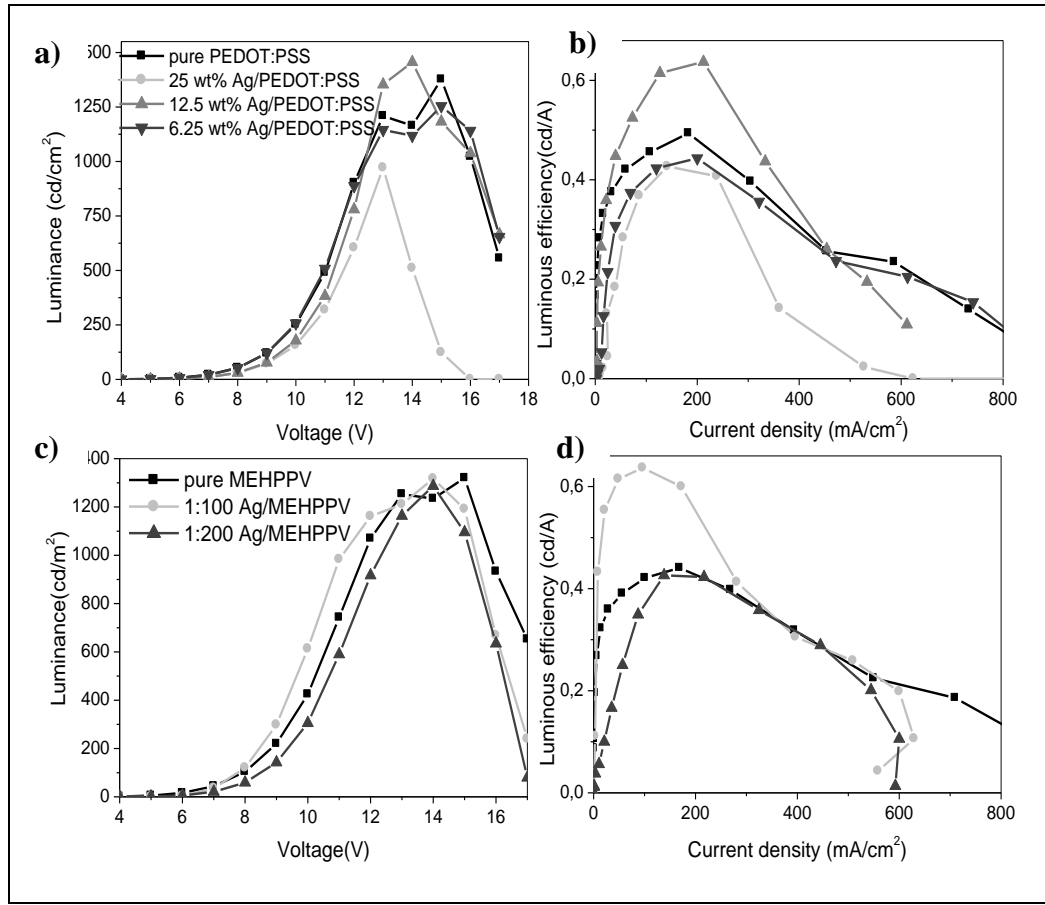 a)
500
1250
1000
750
500
250
0
4 6 8 10 12 14 16 18
Luminance (cd/cm²)
Voltage (V)
pure PEDOT:PSS
25 wt% Ag/PEDOT:PSS
12.5 wt% Ag/PEDOT:PSS
6.25 wt% Ag/PEDOT:PSS
b)
0,6
0,4
0,2
0,0
0 200 400 600 800
Luminous efficiency(cd/A)
Current density (mA/cm²)
c)
400
1200
1000
800
600
400
200
0
4 6 8 10 12 14 16
Luminance(cd/m²)
Voltage(V)
pure MEHPPV
1:100 Ag/MEHPPV
1:200 Ag/MEHPPV
d)
0,6
0,4
0,2
0,0
0 200 400 600 800
Luminous efficiency (cd/A)
Current density (mA/cm²)